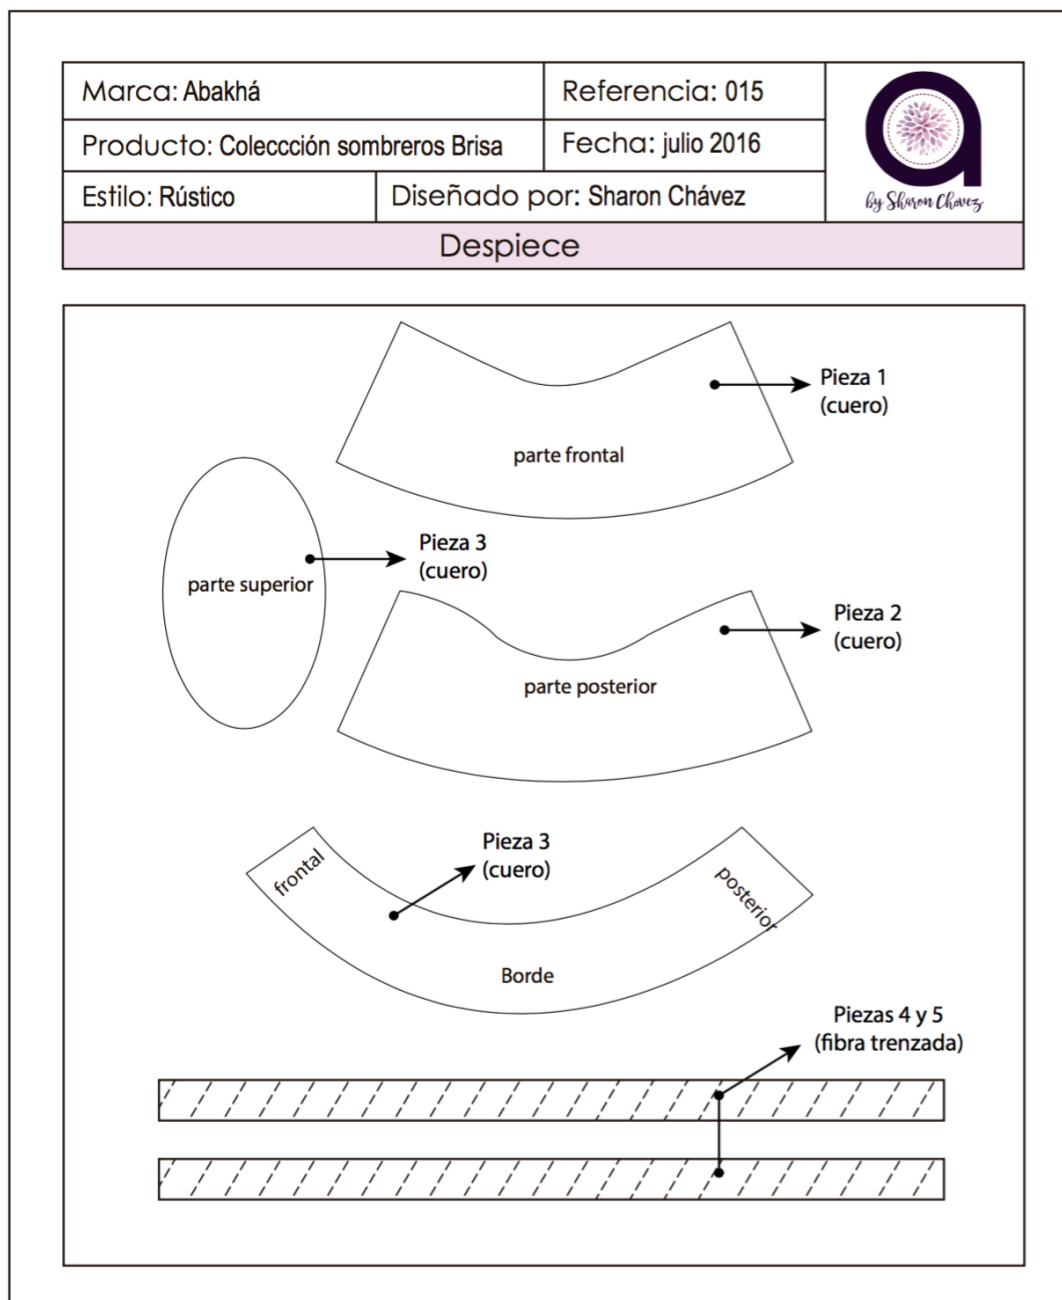 Marca: Abakhá
Referencia: 015
Producto: Coleccción sombreros Brisa
Fecha: julio 2016
Estilo: Rústico
Diseñado por: Sharon Chávez
by Sharon Chavez
Despiece
Pieza 1
(cuero)
parte frontal
Pieza 3
(cuero)
parte superior
Pieza 2
(cuero)
parte posterior
Pieza 3
(cuero)
frontal
posterior
Borde
Piezas 4 y 5
(fibra trenzada)